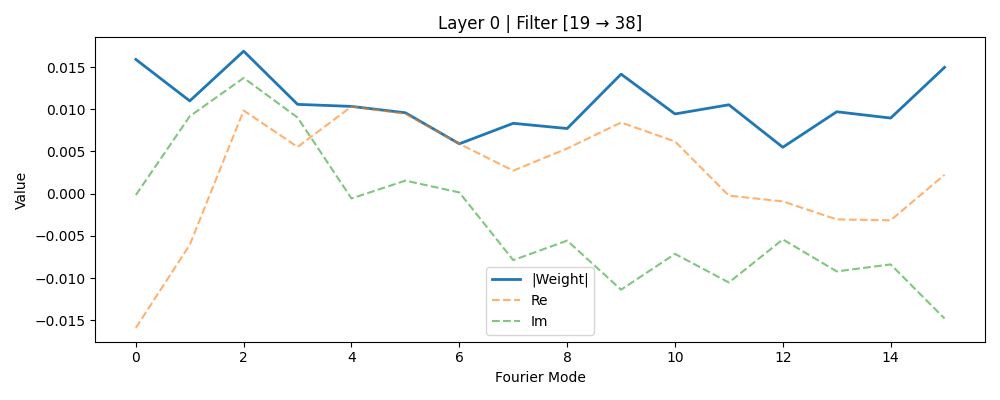 Layer 0 | Filter [19 → 38]
Value
0.015
0.010
0.005
0.000
−0.005
−0.010
−0.015
|Weight|
Re
Im
0 2 4 6 8 10 12 14
Fourier Mode